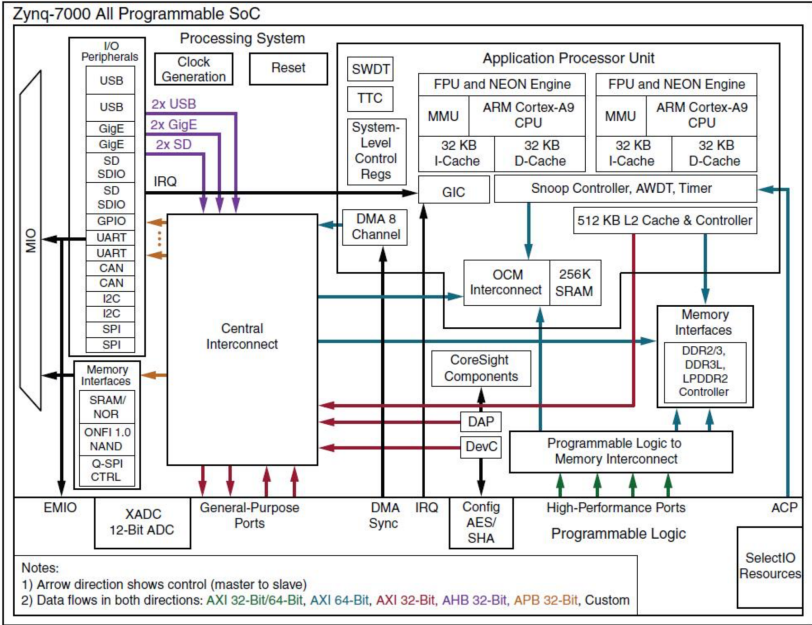 Zynq-7000 All Programmable SoC
Processing System
I/O
Peripherals
USB
USB
GigE
GigE
SD
SDIO
SD
SDIO
GPIO
UART
UART
CAN
CAN
I2C
I2C
SPI
SPI
MIO
Clock
Generation
Reset
2x USB
2x GigE
2x SD
IRQ
Application Processor Unit
SWDT
TTC
System-
Level
Control
Regs
FPU and NEON Engine
MMU
ARM Cortex-A9
CPU
32 KB
I-Cache
32 KB
D-Cache
FPU and NEON Engine
MMU
ARM Cortex-A9
CPU
32 KB
I-Cache
32 KB
D-Cache
GIC
Snoop Controller, AWDT, Timer
DMA 8
Channel
512 KB L2 Cache & Controller
OCM
Interconnect
256K
SRAM
Central
Interconnect
Memory
Interfaces
DDR2/3,
DDR3L,
LPDDR2
Controller
CoreSight
Components
DAP
DevC
Programmable Logic to
Memory Interconnect
Memory
Interfaces
SRAM/
NOR
ONFI 1.0
NAND
Q-SPI
CTRL
EMIO
XADC
12-Bit ADC
General-Purpose
Ports
DMA
Sync
IRQ
Config
AES/
SHA
High-Performance Ports
ACP
Programmable Logic
SelectIO
Resources
Notes:
1) Arrow direction shows control (master to slave)
2) Data flows in both directions: AXI 32-Bit/64-Bit, AXI 64-Bit, AXI 32-Bit, AHB 32-Bit, APB 32-Bit, Custom